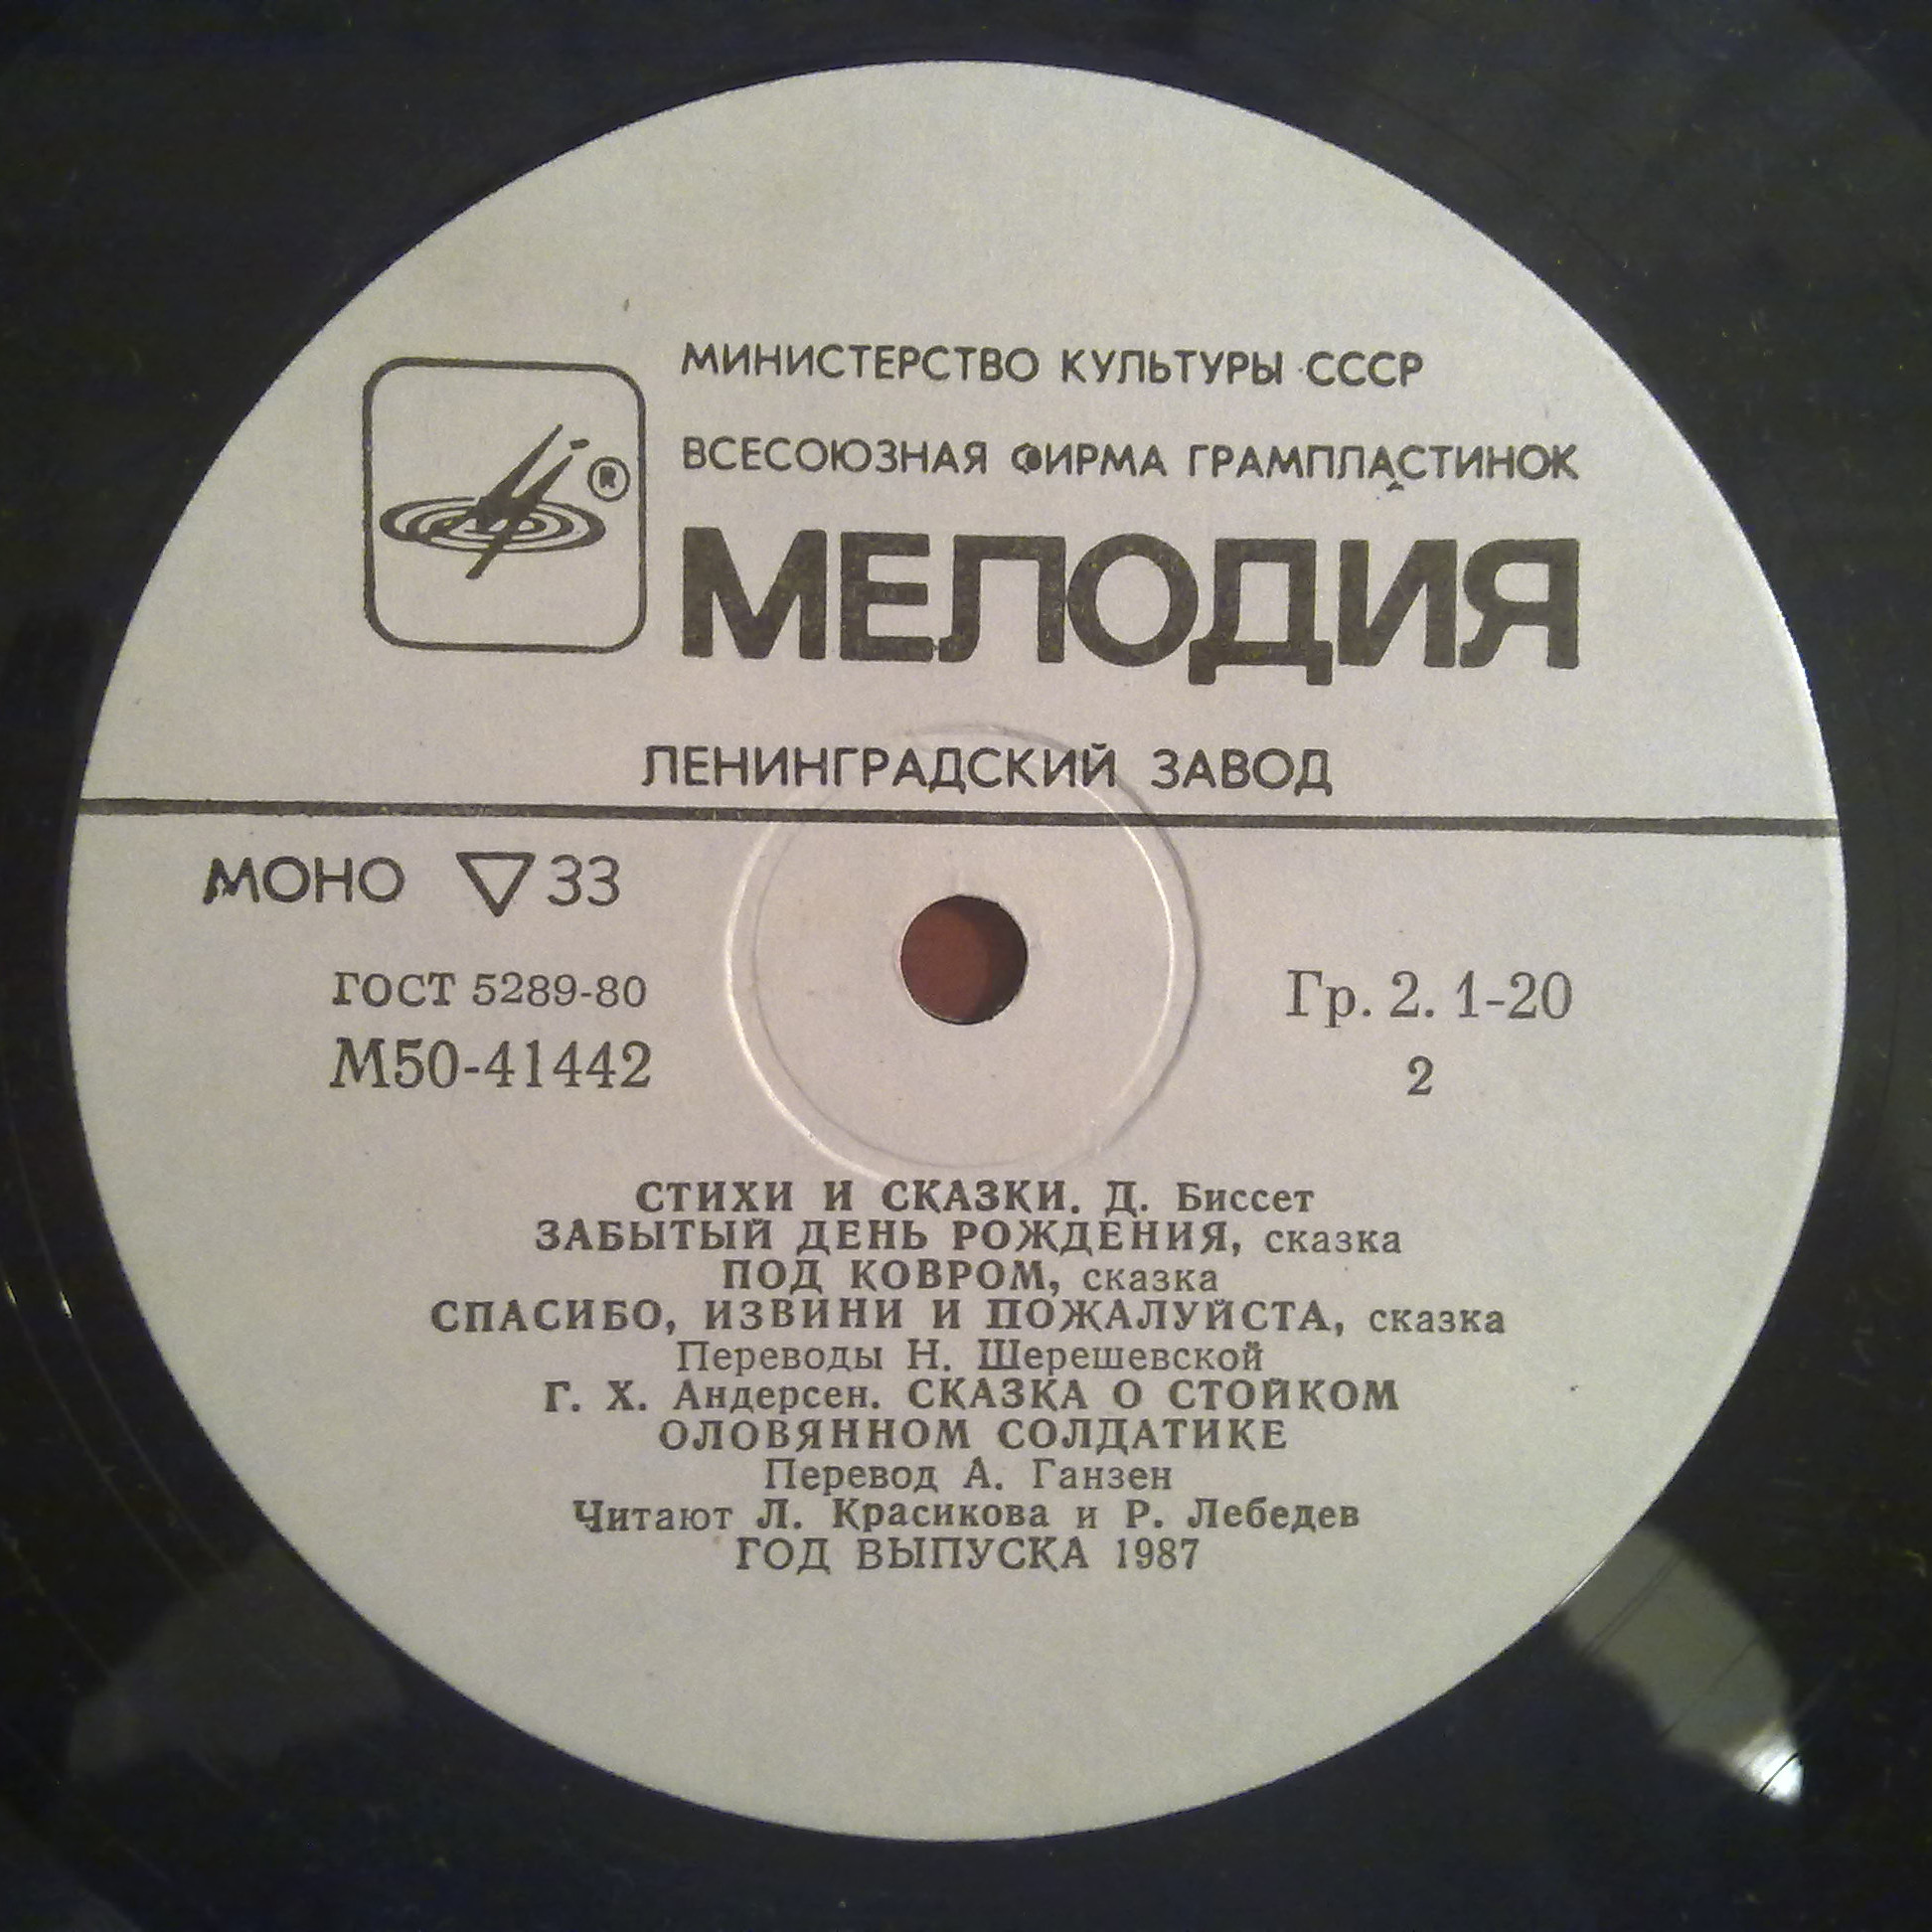 МИНИСТЕРСТВО КУЛЬТУРЫ СССР
ВСЕСОЮЗНАЯ ФИРМА ГРАМПЛАСТИНОК
®
МЕЛОДИЯ
ЛЕНИНГРАДСКИЙ ЗАВОД
МОНО ▽ 33
ГОСТ 5289-80
М50-41442
Гр. 2. 1-20
2
СТИХИ И СКАЗКИ. Д. Биссет
ЗАБЫТЫЙ ДЕНЬ РОЖДЕНИЯ, сказка
ПОД КОВРОМ, сказка
СПАСИБО, ИЗВИНИ И ПОЖАЛУЙСТА, сказка
Переводы Н. Шерешевской
Г. Х. Андерсен. СКАЗКА О СТОЙКОМ
ОЛОВЯННОМ СОЛДАТИКЕ
Перевод А. Ганзен
Читают Л. Красикова и Р. Лебедев
ГОД ВЫПУСКА 1987